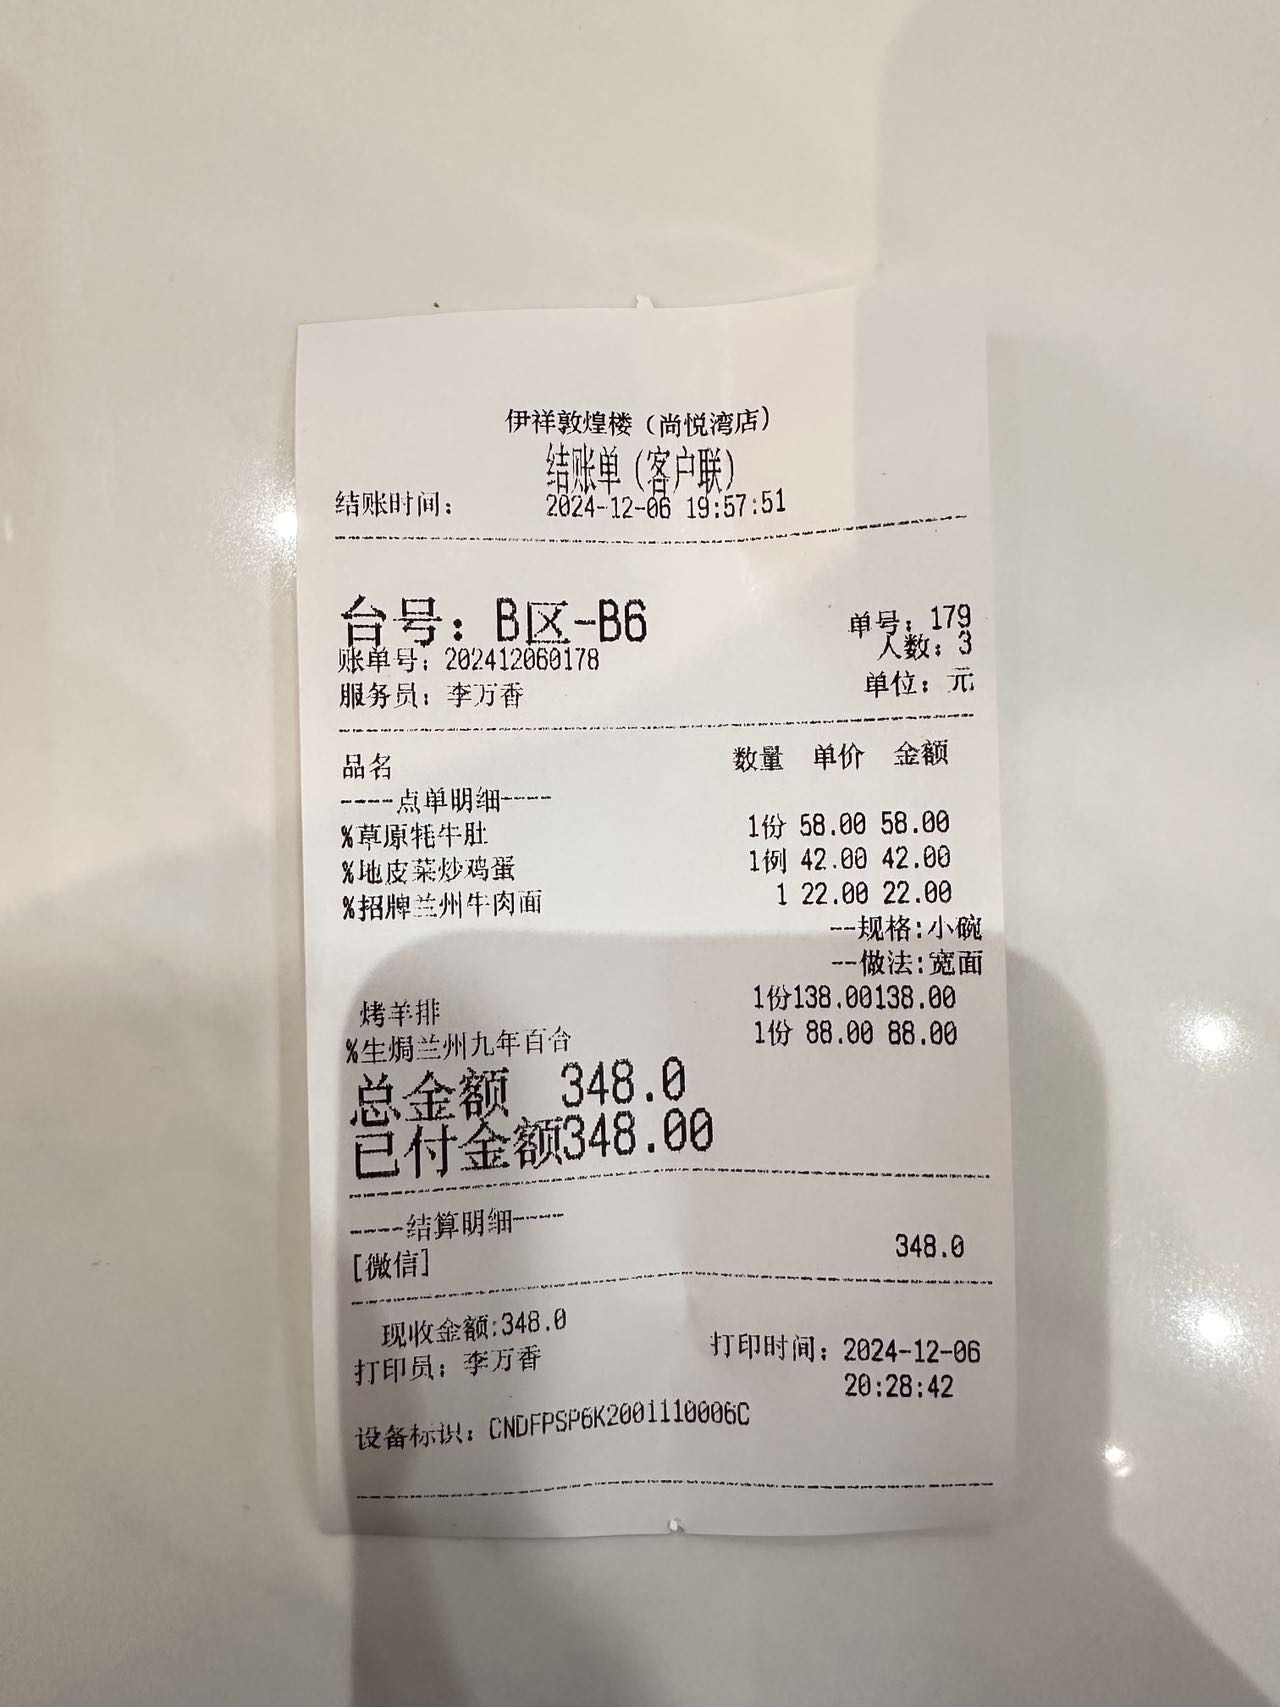 伊祥敦煌楼（尚悦湾店）
结账单（客户联）
结账时间： 2024-12-06 19:57:51
台号：B区-B6 单号：179
人数：3
账单号：202412060178
服务员：李万香 单位：元
品名 数量 单价 金额
----点单明细----
%草原牦牛肚 1份 58.00 58.00
%地皮菜炒鸡蛋 1例 42.00 42.00
%招牌兰州牛肉面 1 22.00 22.00
--规格:小碗
--做法:宽面
烤羊排 1份138.00138.00
%生焗兰州九年百合 1份 88.00 88.00
总金额 348.0
已付金额348.00
----结算明细----
[微信] 348.0
现收金额:348.0
打印员：李万香 打印时间：2024-12-06
20:28:42
设备标识：CNDFPSP6K2001110006C